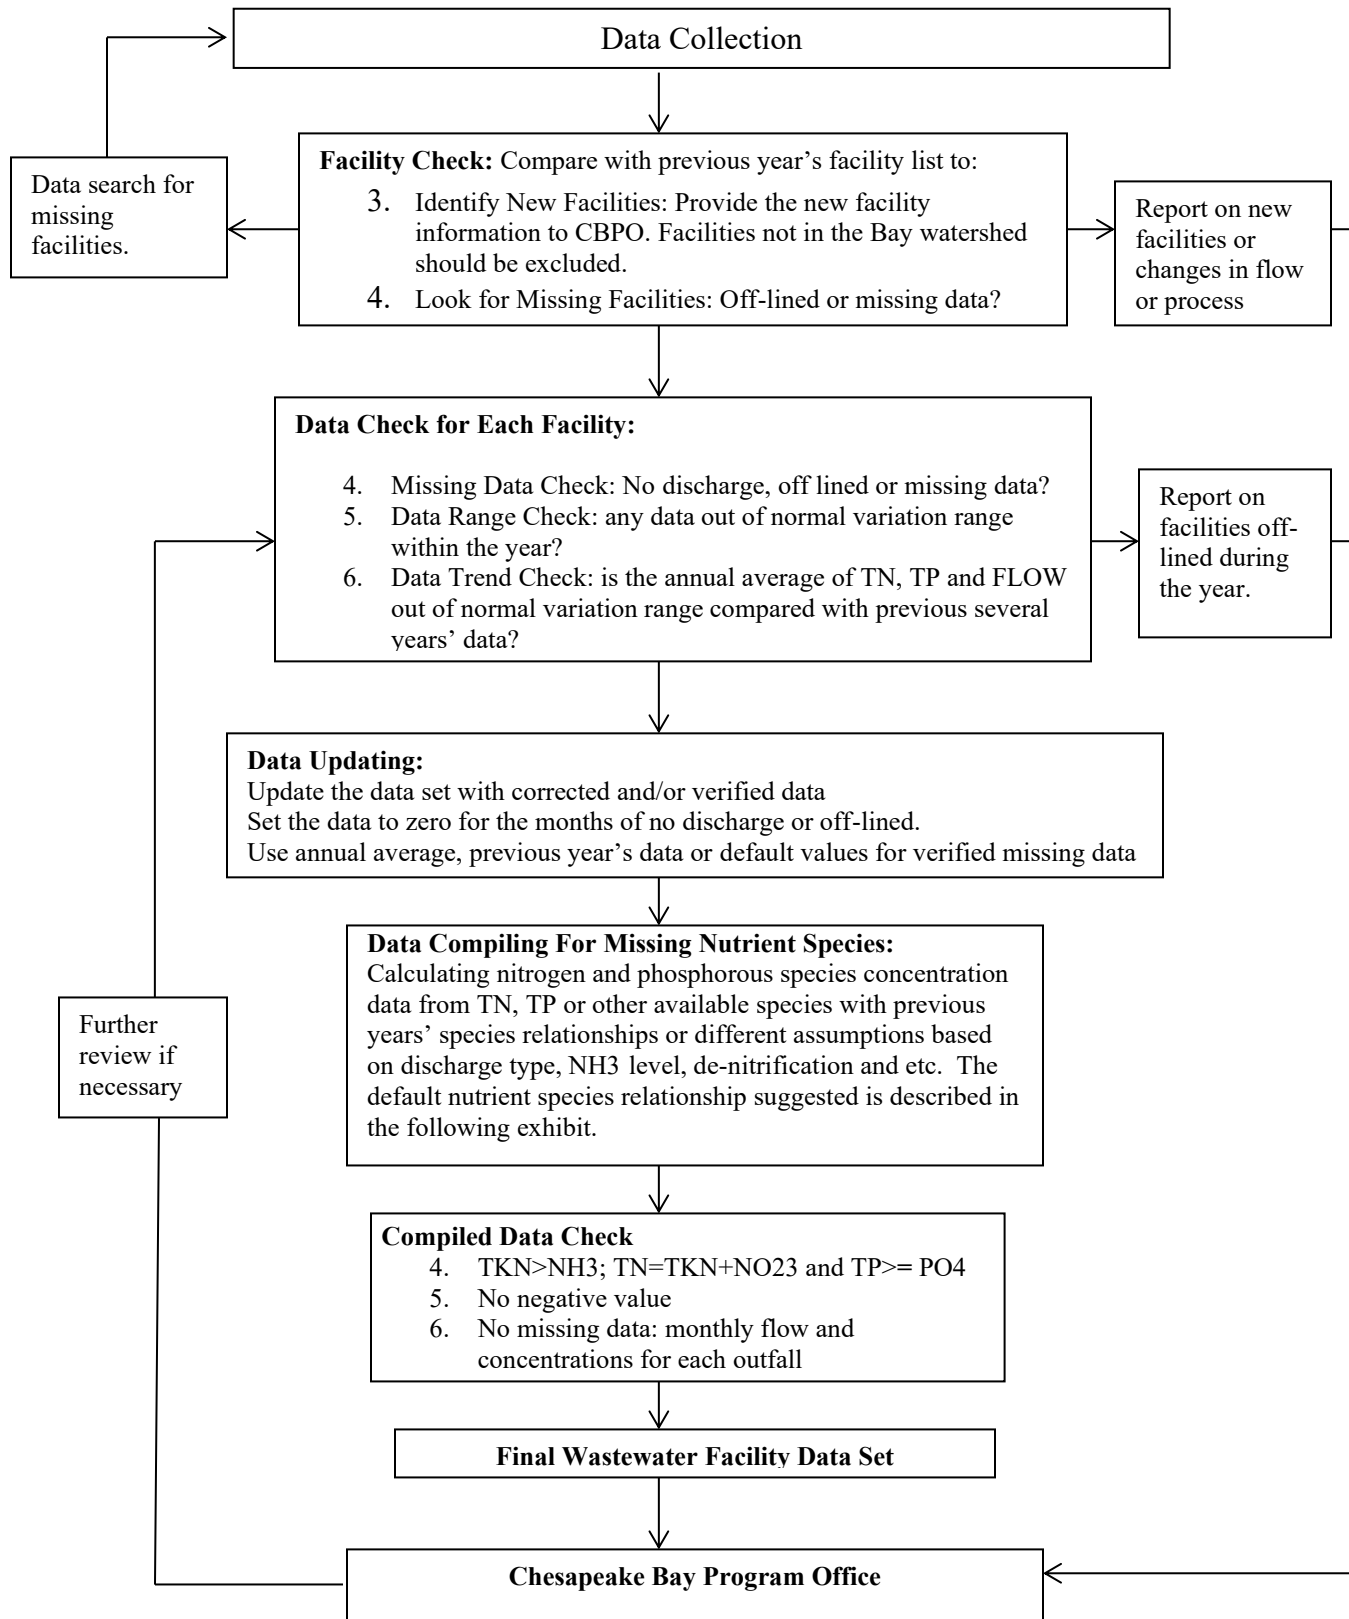 Data Collection
Facility Check: Compare with previous year’s facility list to:
3. Identify New Facilities: Provide the new facility
information to CBPO. Facilities not in the Bay watershed
should be excluded.
4. Look for Missing Facilities: Off-lined or missing data?
Data search for
missing
facilities.
Report on new
facilities or
changes in flow
or process
Data Check for Each Facility:
4. Missing Data Check: No discharge, off lined or missing data?
5. Data Range Check: any data out of normal variation range
within the year?
6. Data Trend Check: is the annual average of TN, TP and FLOW
out of normal variation range compared with previous several
years’ data?
Report on
facilities off-
lined during
the year.
Data Updating:
Update the data set with corrected and/or verified data
Set the data to zero for the months of no discharge or off-lined.
Use annual average, previous year’s data or default values for verified missing data
Data Compiling For Missing Nutrient Species:
Calculating nitrogen and phosphorous species concentration
data from TN, TP or other available species with previous
years’ species relationships or different assumptions based
on discharge type, NH3 level, de-nitrification and etc.  The
default nutrient species relationship suggested is described in
the following exhibit.
Further
review if
necessary
Compiled Data Check
4. TKN>NH3; TN=TKN+NO23 and TP>= PO4
5. No negative value
6. No missing data: monthly flow and
concentrations for each outfall
Final Wastewater Facility Data Set
Chesapeake Bay Program Office